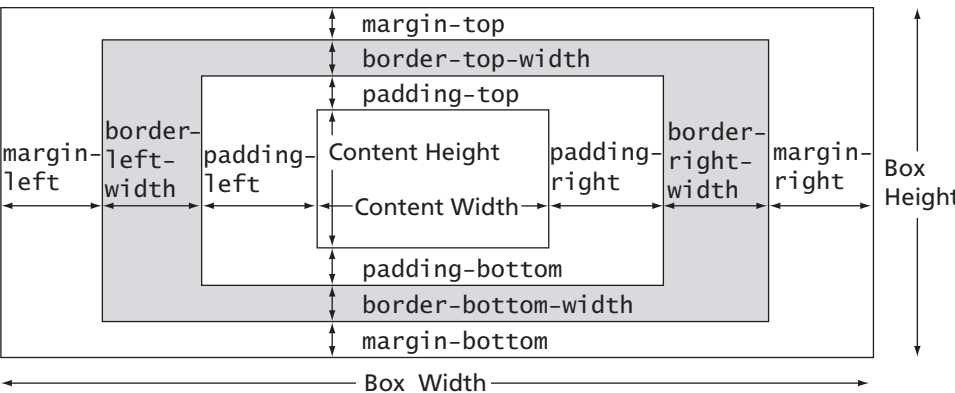 margin-top
border-top-width
padding-top
margin-
left
border-
left-
width
padding-
left
Content Height
Content Width
padding-
right
border-
right-
width
margin-
right
Box
Height
padding-bottom
border-bottom-width
margin-bottom
Box Width